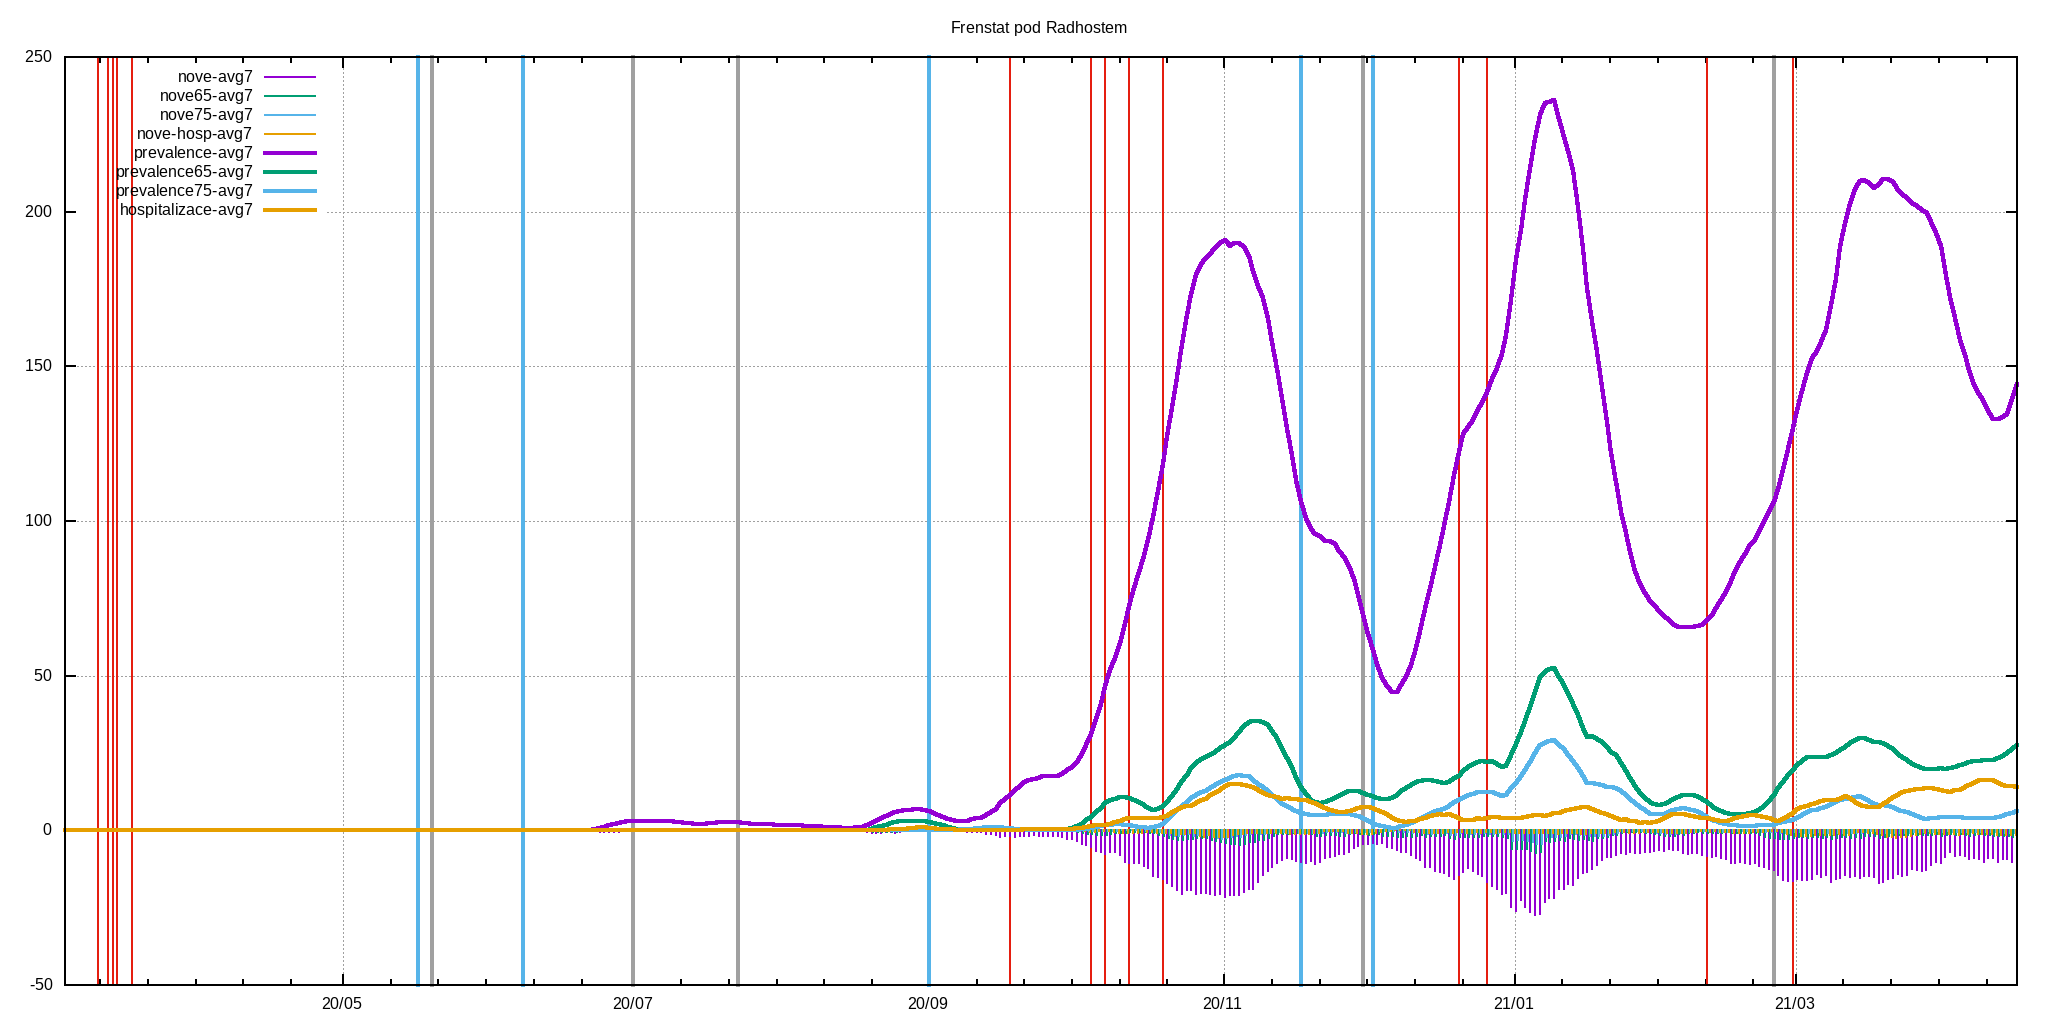 Frenstat pod Radhostem
250
200
150
100
50
0
-50
nove-avg7
nove65-avg7
nove75-avg7
nove-hosp-avg7
prevalence-avg7
prevalence65-avg7
prevalence75-avg7
hospitalizace-avg7
20/05
20/07
20/09
20/11
21/01
21/03